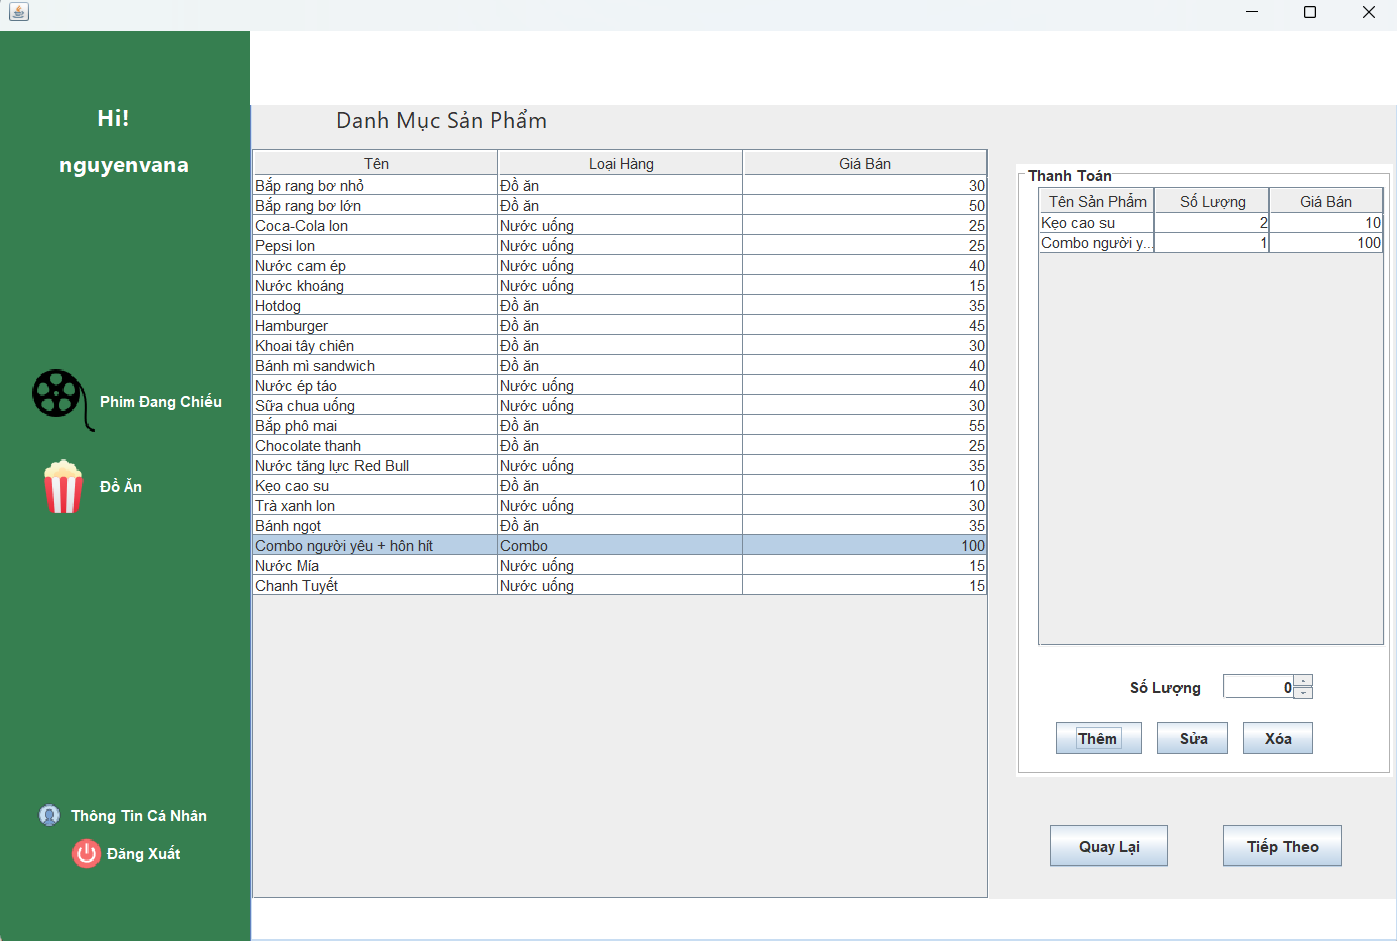 Hi!
nguyenvana
Phim Đang Chiếu
Đồ Ăn
Thông Tin Cá Nhân
Đăng Xuất
Danh Mục Sản Phẩm
Tên Loại Hàng Giá Bán
Bắp rang bơ nhỏ Đồ ăn 30
Bắp rang bơ lớn Đồ ăn 50
Coca-Cola lon Nước uống 25
Pepsi lon Nước uống 25
Nước cam ép Nước uống 40
Nước khoáng Nước uống 15
Hotdog Đồ ăn 35
Hamburger Đồ ăn 45
Khoai tây chiên Đồ ăn 30
Bánh mì sandwich Đồ ăn 40
Nước ép táo Nước uống 40
Sữa chua uống Nước uống 30
Bắp phô mai Đồ ăn 55
Chocolate thanh Đồ ăn 25
Nước tăng lực Red Bull Nước uống 35
Kẹo cao su Đồ ăn 10
Trà xanh lon Nước uống 30
Bánh ngọt Đồ ăn 35
Combo người yêu + hôn hít Combo 100
Nước Mía Nước uống 15
Chanh Tuyết Nước uống 15
Thanh Toán
Tên Sản Phẩm Số Lượng Giá Bán
Kẹo cao su 2 10
Combo người y... 1 100
Số Lượng 0
Thêm Sửa Xóa
Quay Lại Tiếp Theo